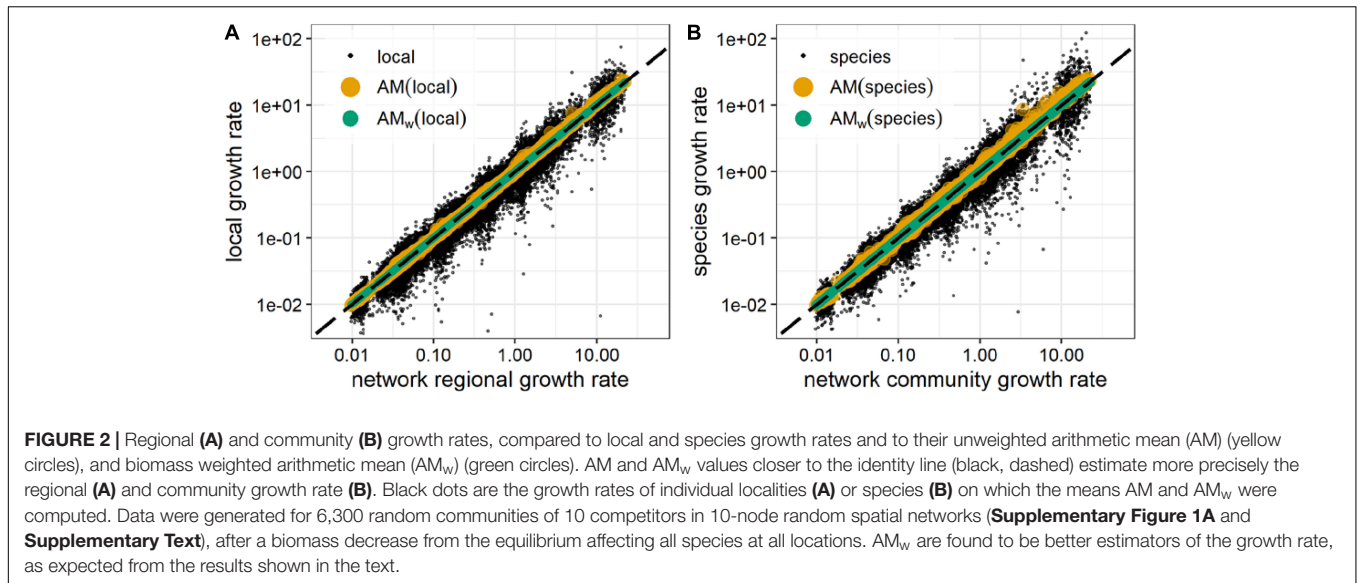 A
1e+02
1e+01
1e+00
1e-01
1e-02
local growth rate
local
AM(local)
AMw(local)
0.01 0.10 1.00 10.00
network regional growth rate
B
1e+02
1e+01
1e+00
1e-01
1e-02
species growth rate
species
AM(species)
AMw(species)
0.01 0.10 1.00 10.00
network community growth rate
FIGURE 2 | Regional (A) and community (B) growth rates, compared to local and species growth rates and to their unweighted arithmetic mean (AM) (yellow
circles), and biomass weighted arithmetic mean (AMw) (green circles). AM and AMw values closer to the identity line (black, dashed) estimate more precisely the
regional (A) and community growth rate (B). Black dots are the growth rates of individual localities (A) or species (B) on which the means AM and AMw were
computed. Data were generated for 6,300 random communities of 10 competitors in 10-node random spatial networks (Supplementary Figure 1A and
Supplementary Text), after a biomass decrease from the equilibrium affecting all species at all locations. AMw are found to be better estimators of the growth rate,
as expected from the results shown in the text.